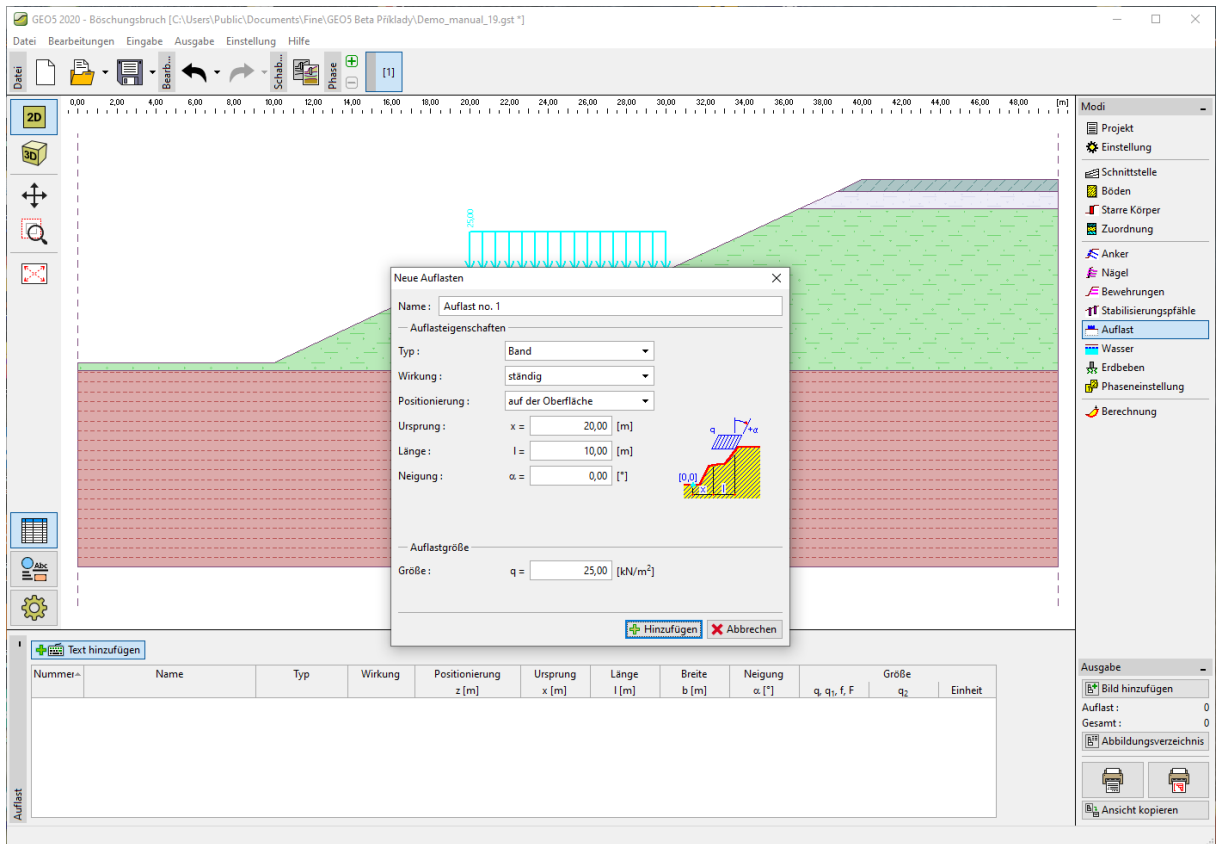 GEO5 2020 - Böschungsbruch [C:\Users\Public\Documents\Fine\GEO5 Beta Příklady\Demo_manual_19.gst *]
Datei Bearbeitungen Eingabe Ausgabe Einstellung Hilfe
Datei
Bearb...
Schab...
Phase
[1]
2D
3D
0,00 2,00 4,00 6,00 8,00 10,00 12,00 14,00 16,00 18,00 20,00 22,00 24,00 26,00 28,00 30,00 32,00 34,00 36,00 38,00 40,00 42,00 44,00 46,00 48,00 [m]
25,00
Abc
Neue Auflasten
Name : Auflast no. 1
Auflasteigenschaften
Typ : Band
Wirkung : ständig
Positionierung : auf der Oberfläche
Ursprung : x = 20,00 [m]
Länge : l = 10,00 [m]
Neigung : α = 0,00 [°]
q
+α
[0,0]
x
l
Auflastgröße
Größe : q = 25,00 [kN/m²]
Hinzufügen Abbrechen
Modi
Projekt
Einstellung
Schnittstelle
Böden
Starre Körper
Zuordnung
Anker
Nägel
Bewehrungen
Stabilisierungspfähle
Auflast
Wasser
Erdbeben
Phaseneinstellung
Berechnung
Text hinzufügen
Nummer Name Typ Wirkung Positionierung Ursprung Länge Breite Neigung Größe
z [m] x [m] l [m] b [m] α [°] q, q₁, f, F q₂ Einheit
Auflast
Ausgabe
Bild hinzufügen
Auflast : 0
Gesamt : 0
Abbildungsverzeichnis
Ansicht kopieren